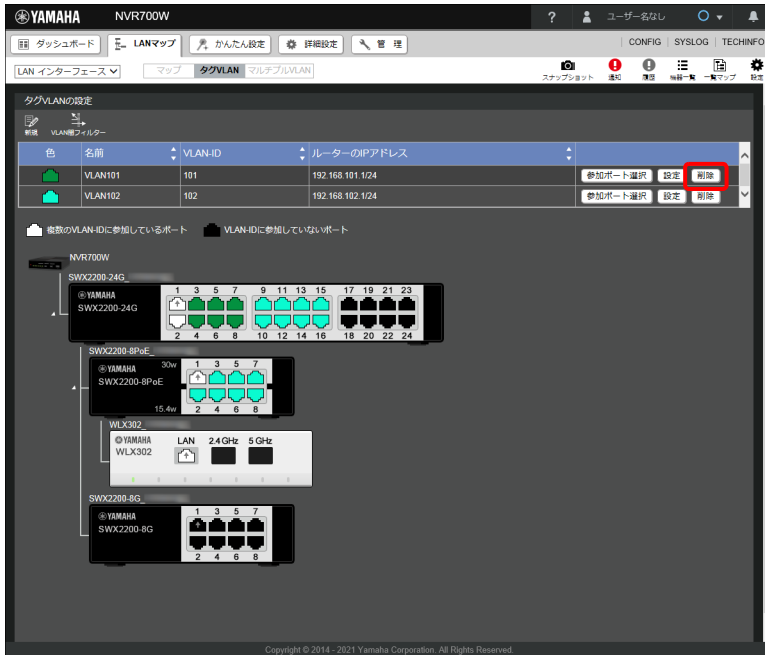 YAMAHA NVR700W ? ユーザー名なし
ダッシュボード LANマップ かんたん設定 詳細設定 管 理 CONFIG SYSLOG TECHINFO
LAN インターフェース マップ タグVLAN マルチプルVLAN スナップショット 通知 履歴 機器一覧 一覧マップ 設定
タグVLANの設定
新規 VLAN間フィルター
色 名前 VLAN-ID ルーターのIPアドレス
VLAN101 101 192.168.101.1/24 参加ポート選択 設定 削除
VLAN102 102 192.168.102.1/24 参加ポート選択 設定 削除
複数のVLAN-IDに参加しているポート VLAN-IDに参加していないポート
NVR700W
SWX2200-24G_
1 3 5 7 9 11 13 15 17 19 21 23
YAMAHA
SWX2200-24G
2 4 6 8 10 12 14 16 18 20 22 24
SWX2200-8PoE_
YAMAHA 30w 1 3 5 7
SWX2200-8PoE
15.4w 2 4 6 8
WLX302_
YAMAHA LAN 2.4 GHz 5 GHz
WLX302
SWX2200-8G_
1 3 5 7
YAMAHA
SWX2200-8G
2 4 6 8
Copyright © 2014 - 2021 Yamaha Corporation. All Rights Reserved.